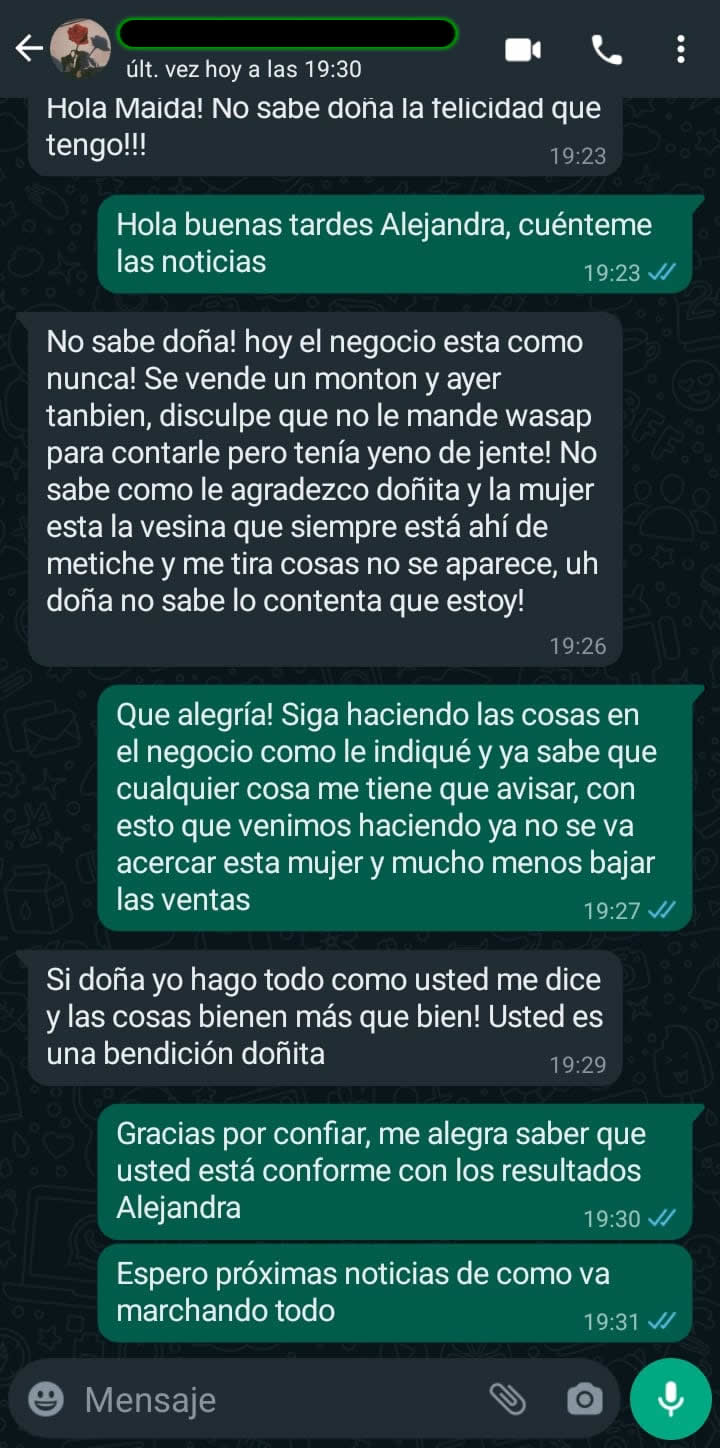 últ. vez hoy a las 19:30
Hola Maida! No sabe doña la felicidad que
tengo!!!
19:23
Hola buenas tardes Alejandra, cuénteme
las noticias
19:23
No sabe doña! hoy el negocio esta como
nunca! Se vende un monton y ayer
tanbien, disculpe que no le mande wasap
para contarle pero tenía yeno de jente! No
sabe como le agradezco doñita y la mujer
esta la vesina que siempre está ahí de
metiche y me tira cosas no se aparece, uh
doña no sabe lo contenta que estoy!
19:26
Que alegría! Siga haciendo las cosas en
el negocio como le indiqué y ya sabe que
cualquier cosa me tiene que avisar, con
esto que venimos haciendo ya no se va
acercar esta mujer y mucho menos bajar
las ventas
19:27
Si doña yo hago todo como usted me dice
y las cosas bienen más que bien! Usted es
una bendición doñita
19:29
Gracias por confiar, me alegra saber que
usted está conforme con los resultados
Alejandra
19:30
Espero próximas noticias de como va
marchando todo
19:31
Mensaje